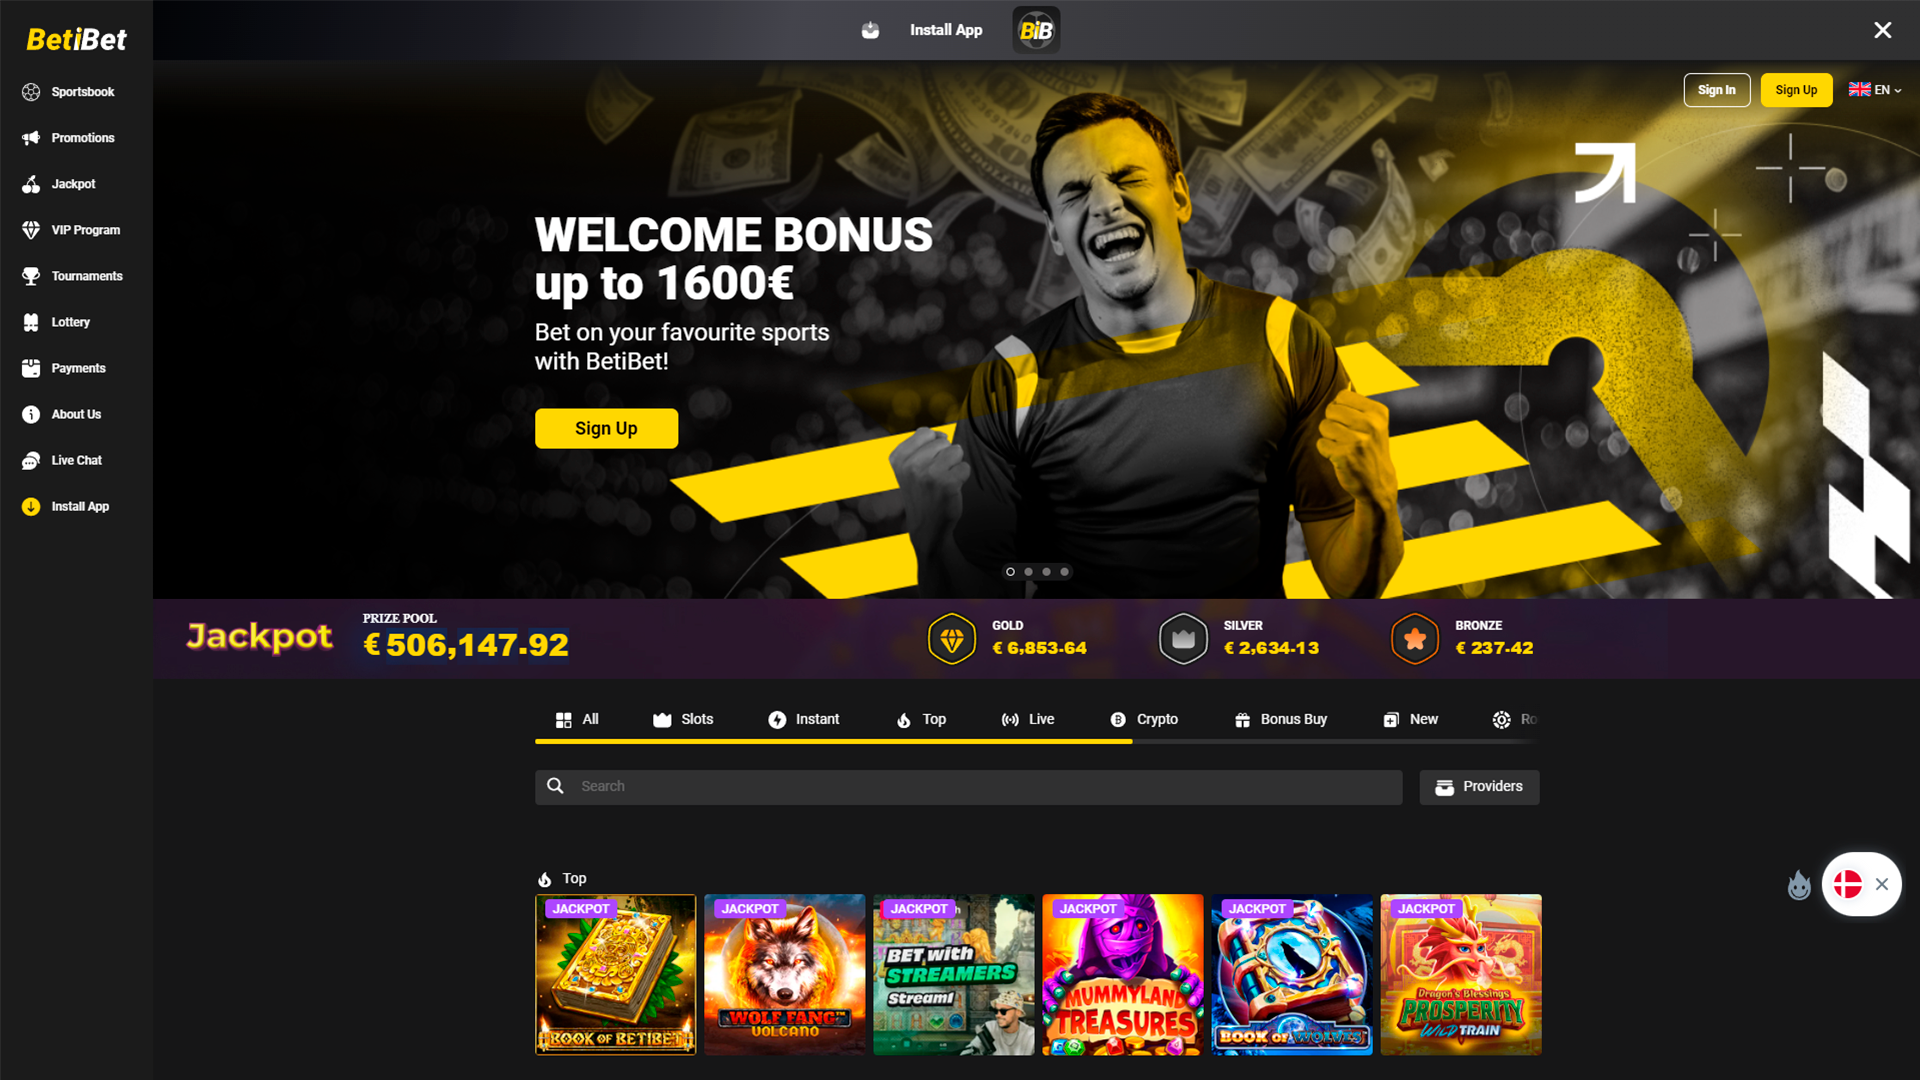 BetiBet
Sportsbook
Promotions
Jackpot
VIP Program
Tournaments
Lottery
Payments
About Us
Live Chat
Install App
Install App
BiB
Sign In
Sign Up
EN
WELCOME BONUS
up to 1600€
Bet on your favourite sports
with BetiBet!
Sign Up
Jackpot
PRIZE POOL
€ 506,147.92
GOLD
€ 6,853.64
SILVER
€ 2,634.13
BRONZE
€ 237.42
All
Slots
Instant
Top
Live
Crypto
Bonus Buy
New
Search
Providers
Top
JACKPOT
BOOK OF BETIBET
JACKPOT
WOLF FANG™
VOLCANO
JACKPOT
BET with
STREAMERS
Stream!
JACKPOT
MUMMYLAND
TREASURES
JACKPOT
BOOK OF WOLVES
JACKPOT
Dragon's Blessings
PROSPERITY
WILD TRAIN